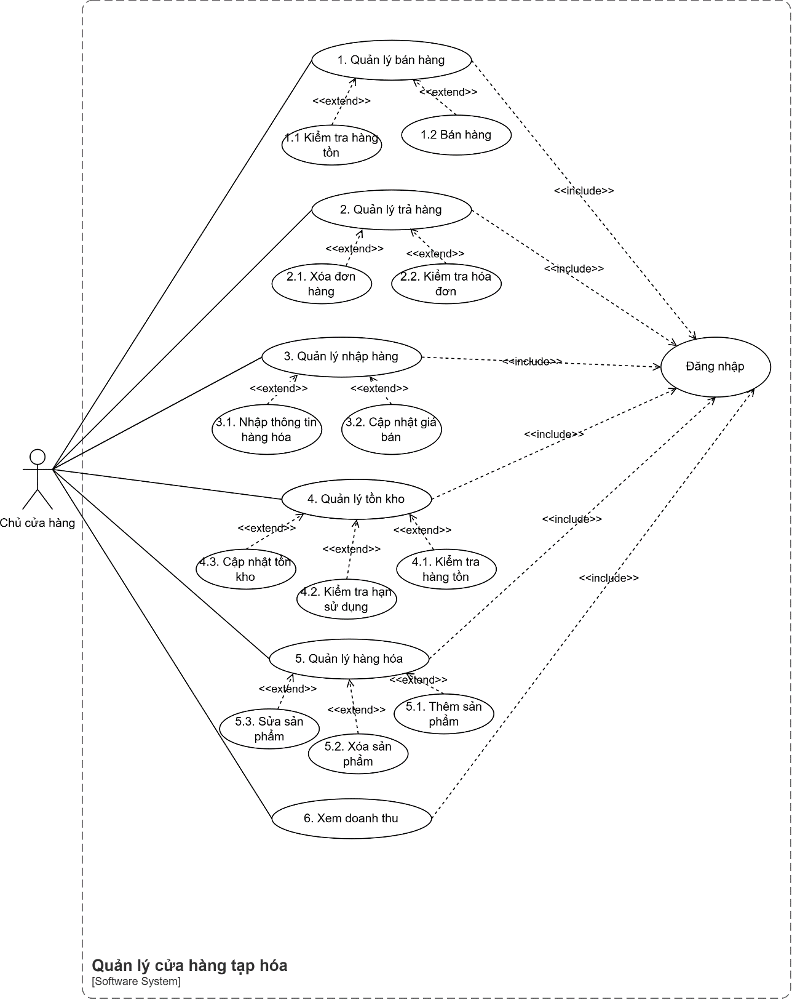 1. Quản lý bán hàng
<<extend>>
<<extend>>
1.1 Kiểm tra hàng
tồn
1.2 Bán hàng
<<include>>
2. Quản lý trả hàng
<<extend>>
<<extend>>
<<include>>
2.1. Xóa đơn
hàng
2.2. Kiểm tra hóa
đơn
3. Quản lý nhập hàng
<<include>>
Đăng nhập
<<extend>>
<<extend>>
3.1. Nhập thông tin
hàng hóa
3.2. Cập nhật giá
bán
<<include>>
4. Quản lý tồn kho
Chủ cửa hàng
<<extend>>
<<extend>>
<<extend>>
<<include>>
4.3. Cập nhật tồn
kho
4.2. Kiểm tra hạn
sử dụng
4.1. Kiểm tra
hàng tồn
<<include>>
5. Quản lý hàng hóa
<<extend>>
<<extend>>
<<extend>>
5.3. Sửa sản
phẩm
5.2. Xóa sản
phẩm
5.1. Thêm sản
phẩm
6. Xem doanh thu
Quản lý cửa hàng tạp hóa
[Software System]